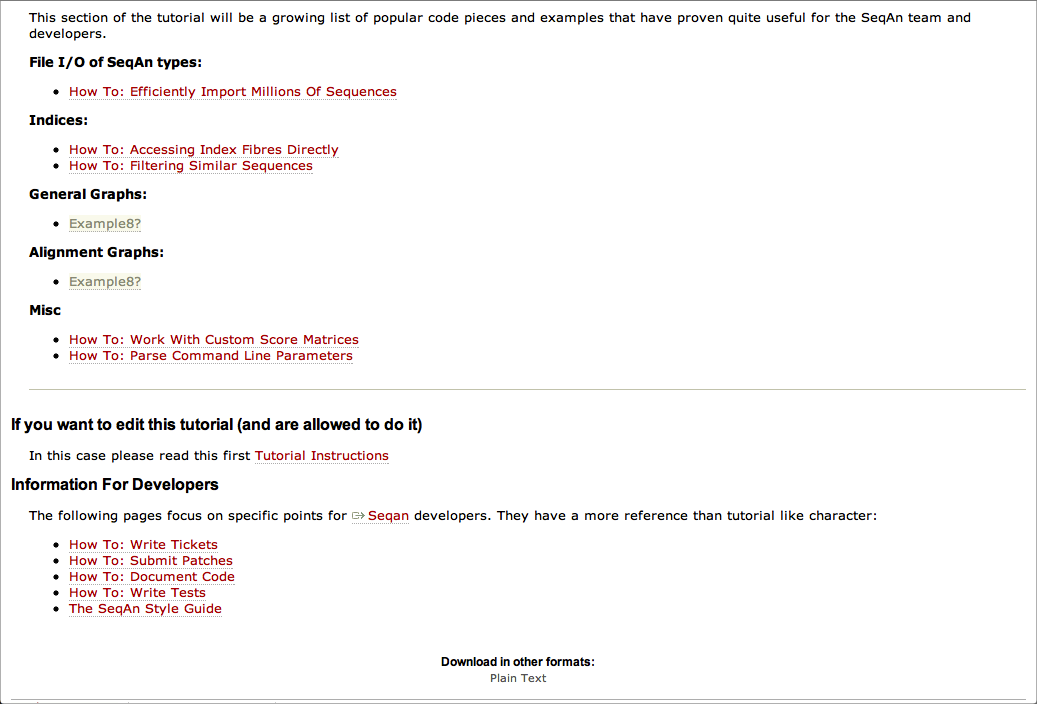 This section of the tutorial will be a growing list of popular code pieces and examples that have proven quite useful for the SeqAn team and
developers.
File I/O of SeqAn types:
How To: Efficiently Import Millions Of Sequences
Indices:
How To: Accessing Index Fibres Directly
How To: Filtering Similar Sequences
General Graphs:
Example8?
Alignment Graphs:
Example8?
Misc
How To: Work With Custom Score Matrices
How To: Parse Command Line Parameters
If you want to edit this tutorial (and are allowed to do it)
In this case please read this first Tutorial Instructions
Information For Developers
The following pages focus on specific points for Seqan developers. They have a more reference than tutorial like character:
How To: Write Tickets
How To: Submit Patches
How To: Document Code
How To: Write Tests
The SeqAn Style Guide
Download in other formats:
Plain Text